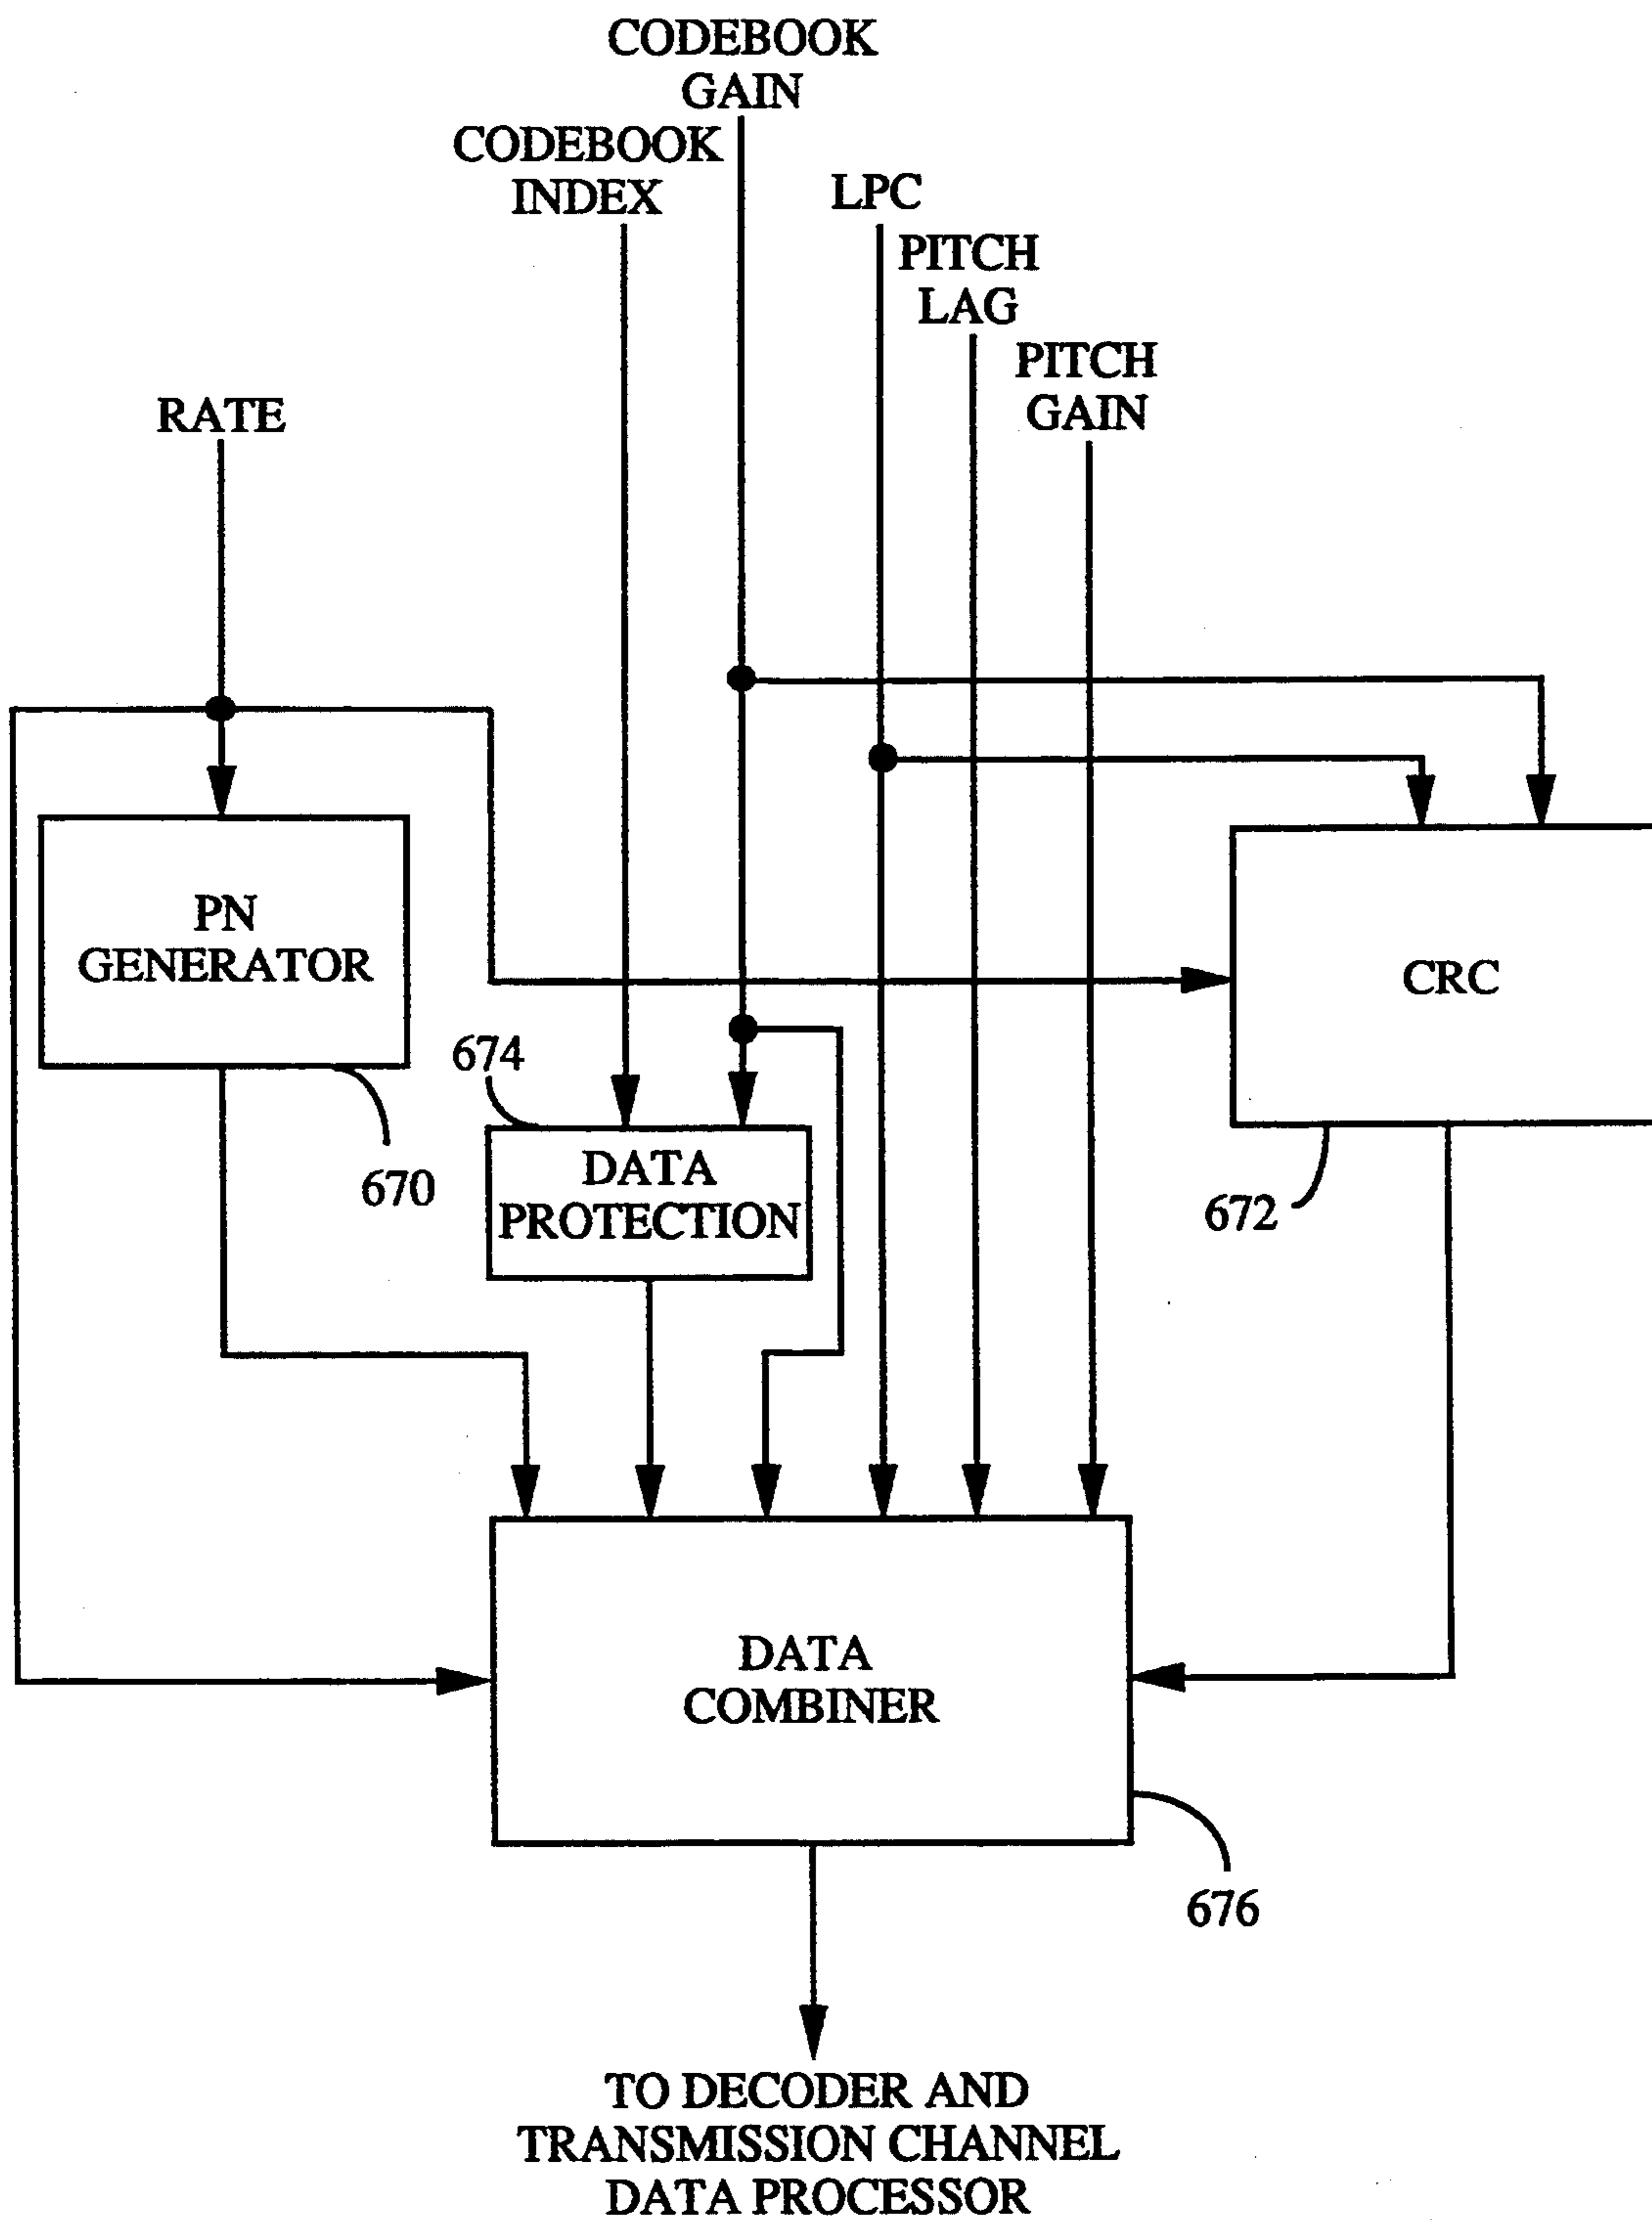 CODEBOOK
GAIN
CODEBOOK
INDEX
LPC
PITCH
LAG
PITCH
GAIN
RATE
PN
GENERATOR
CRC
674
670
DATA
PROTECTION
672
DATA
COMBINER
676
TO DECODER AND
TRANSMISSION CHANNEL
DATA PROCESSOR